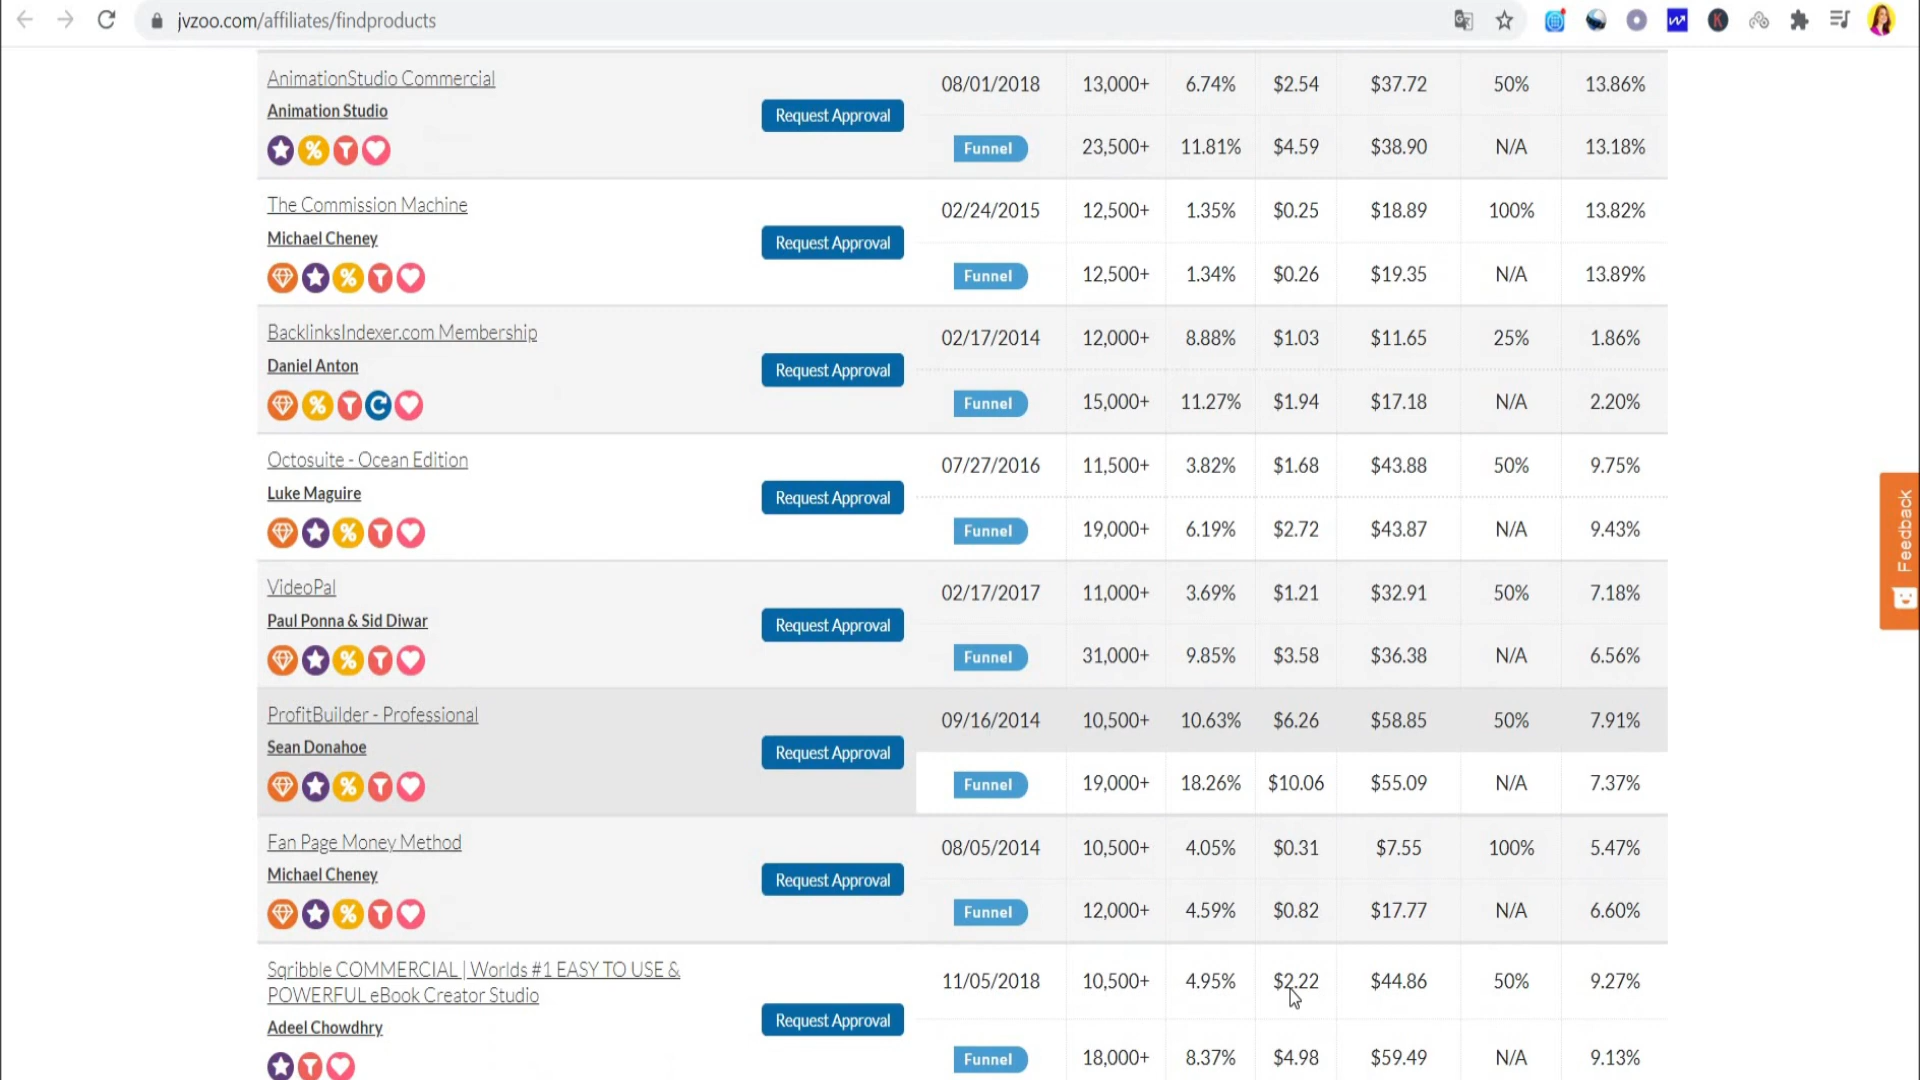 jvzoo.com/affiliates/findproducts
AnimationStudio Commercial
Animation Studio
Request Approval
08/01/2018 13,000+ 6.74% $2.54 $37.72 50% 13.86%
Funnel 23,500+ 11.81% $4.59 $38.90 N/A 13.18%
The Commission Machine
Michael Cheney
Request Approval
02/24/2015 12,500+ 1.35% $0.25 $18.89 100% 13.82%
Funnel 12,500+ 1.34% $0.26 $19.35 N/A 13.89%
BacklinksIndexer.com Membership
Daniel Anton
Request Approval
02/17/2014 12,000+ 8.88% $1.03 $11.65 25% 1.86%
Funnel 15,000+ 11.27% $1.94 $17.18 N/A 2.20%
Octosuite - Ocean Edition
Luke Maguire
Request Approval
07/27/2016 11,500+ 3.82% $1.68 $43.88 50% 9.75%
Funnel 19,000+ 6.19% $2.72 $43.87 N/A 9.43%
VideoPal
Paul Ponna & Sid Diwar
Request Approval
02/17/2017 11,000+ 3.69% $1.21 $32.91 50% 7.18%
Funnel 31,000+ 9.85% $3.58 $36.38 N/A 6.56%
ProfitBuilder - Professional
Sean Donahoe
Request Approval
09/16/2014 10,500+ 10.63% $6.26 $58.85 50% 7.91%
Funnel 19,000+ 18.26% $10.06 $55.09 N/A 7.37%
Fan Page Money Method
Michael Cheney
Request Approval
08/05/2014 10,500+ 4.05% $0.31 $7.55 100% 5.47%
Funnel 12,000+ 4.59% $0.82 $17.77 N/A 6.60%
Sqribble COMMERCIAL | Worlds #1 EASY TO USE &
POWERFUL eBook Creator Studio
Adeel Chowdhry
Request Approval
11/05/2018 10,500+ 4.95% $2.22 $44.86 50% 9.27%
Funnel 18,000+ 8.37% $4.98 $59.49 N/A 9.13%
Feedback